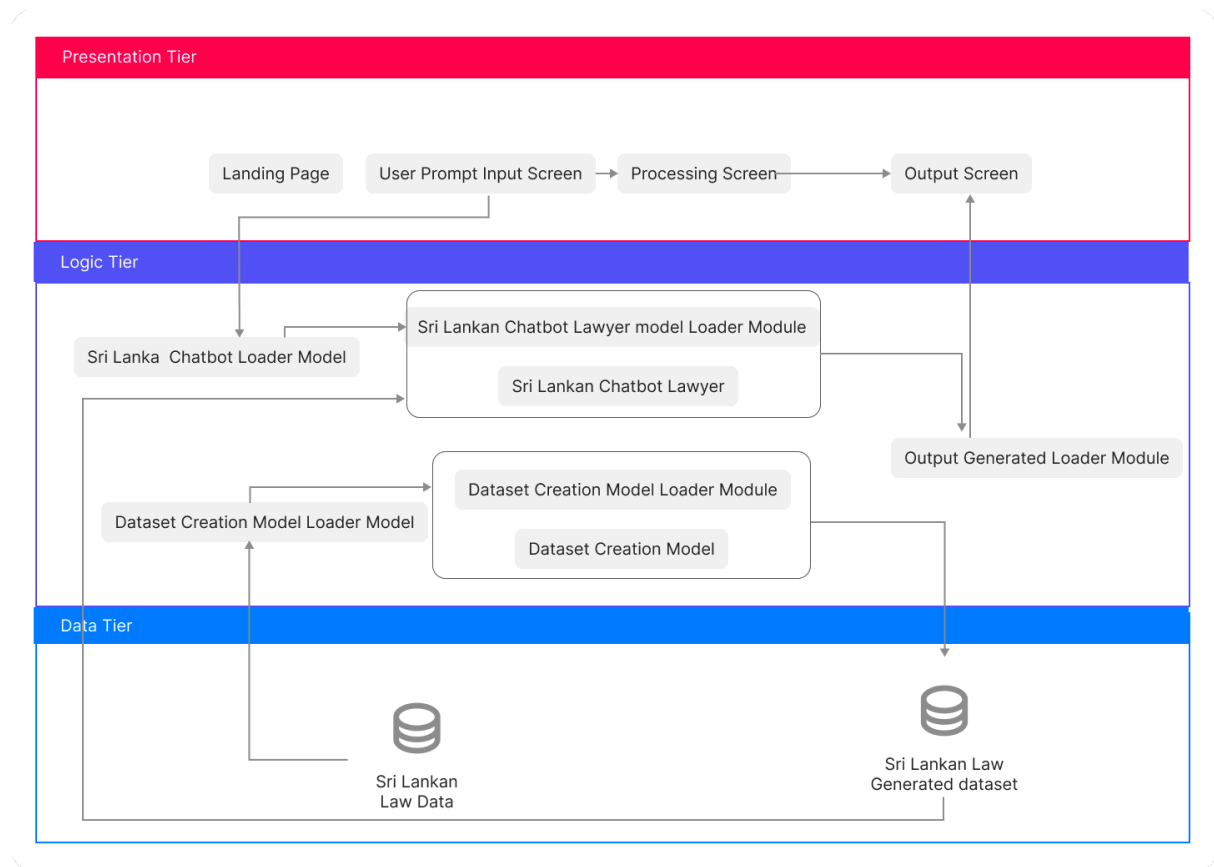 Presentation Tier
Landing Page
User Prompt Input Screen
Processing Screen
Output Screen
Logic Tier
Sri Lankan Chatbot Lawyer model Loader Module
Sri Lanka  Chatbot Loader Model
Sri Lankan Chatbot Lawyer
Output Generated Loader Module
Dataset Creation Model Loader Module
Dataset Creation Model Loader Model
Dataset Creation Model
Data Tier
Sri Lankan
Law Data
Sri Lankan Law
Generated dataset